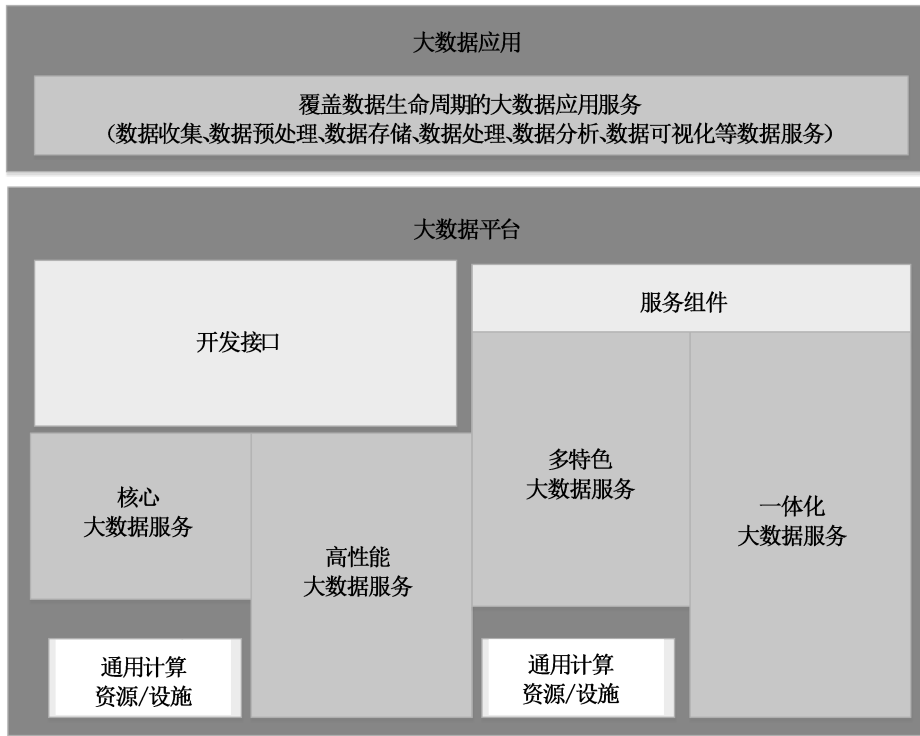 大数据应用
覆盖数据生命周期的大数据应用服务
（数据收集、数据预处理、数据存储、数据处理、数据分析、数据可视化等数据服务）
大数据平台
开发接口
服务组件
核心
大数据服务
高性能
大数据服务
多特色
大数据服务
一体化
大数据服务
通用计算
资源/设施
通用计算
资源/设施